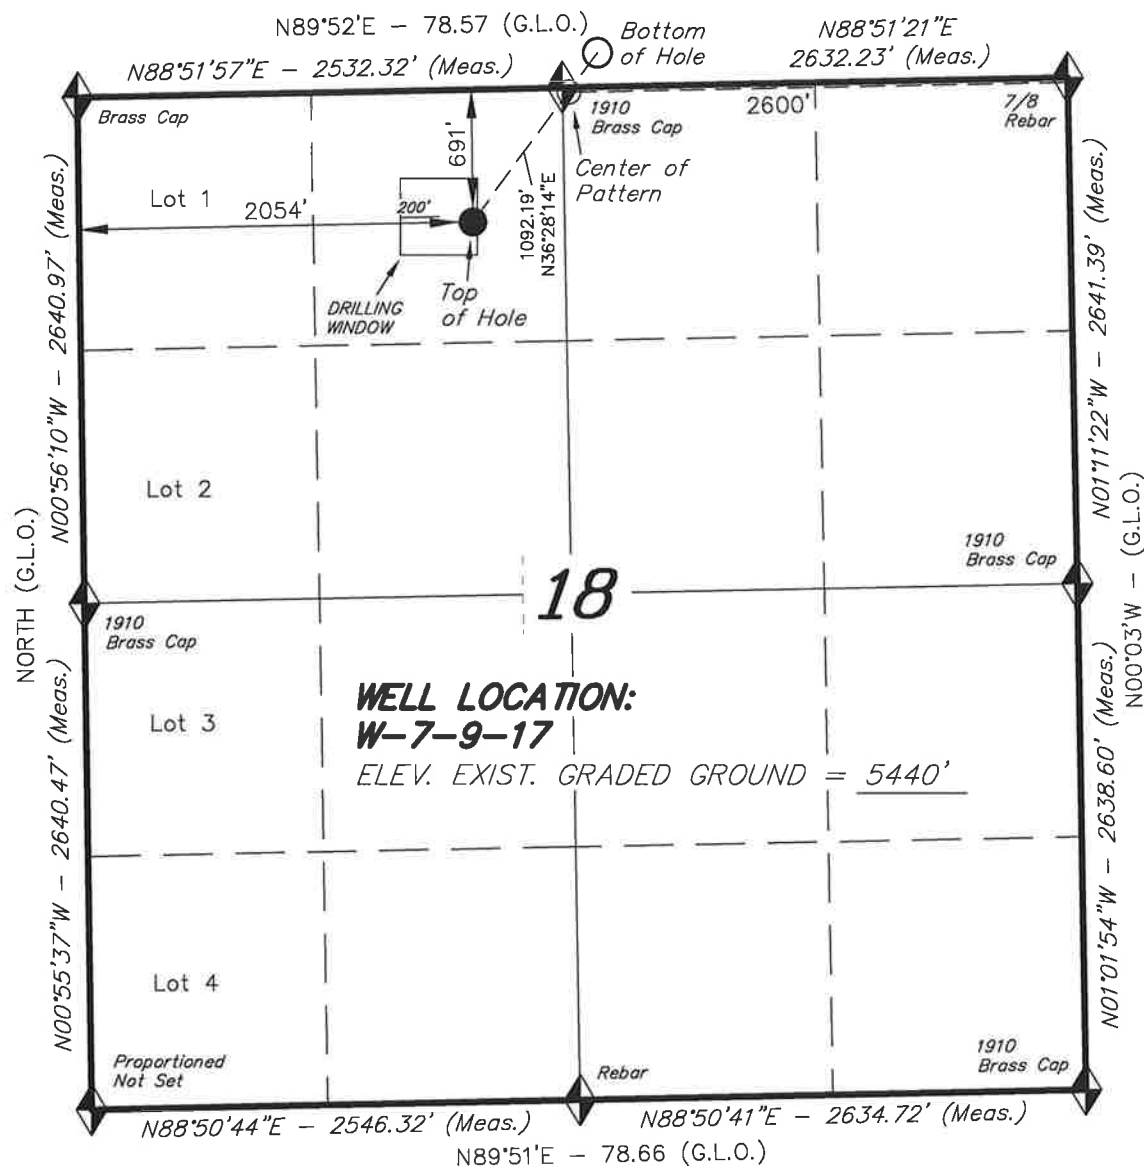 N89°52'E - 78.57 (G.L.O.)
Bottom
of Hole
N88°51'21"E
2632.23' (Meas.)
N88°51'57"E - 2532.32' (Meas.)
Brass Cap
1910
Brass Cap
2600'
7/8
Rebar
691'
Center of
Pattern
Lot 1
2054'
200'
1092.19'
N36°28'14"E
DRILLING
WINDOW
Top
of Hole
N00°56'10"W - 2640.97' (Meas.)
N01°11'22"W - 2641.39' (Meas.)
Lot 2
NORTH (G.L.O.)
N00°03'W - (G.L.O.)
1910
Brass Cap
18
1910
Brass Cap
WELL LOCATION:
W-7-9-17
ELEV. EXIST. GRADED GROUND = 5440'
Lot 3
N00°55'37"W - 2640.47' (Meas.)
N01°01'54"W - 2638.60' (Meas.)
Lot 4
Proportioned
Not Set
Rebar
1910
Brass Cap
N88°50'44"E - 2546.32' (Meas.)
N88°50'41"E - 2634.72' (Meas.)
N89°51'E - 78.66 (G.L.O.)